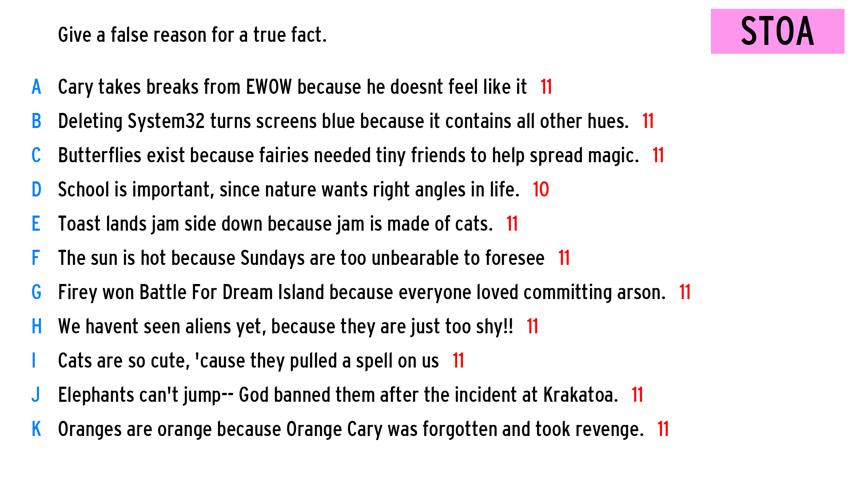 Give a false reason for a true fact.
STOA
A Cary takes breaks from EWOW because he doesnt feel like it 11
B Deleting System32 turns screens blue because it contains all other hues. 11
C Butterflies exist because fairies needed tiny friends to help spread magic. 11
D School is important, since nature wants right angles in life. 10
E Toast lands jam side down because jam is made of cats. 11
F The sun is hot because Sundays are too unbearable to foresee 11
G Firey won Battle For Dream Island because everyone loved committing arson. 11
H We havent seen aliens yet, because they are just too shy!! 11
I Cats are so cute, 'cause they pulled a spell on us 11
J Elephants can't jump-- God banned them after the incident at Krakatoa. 11
K Oranges are orange because Orange Cary was forgotten and took revenge. 11